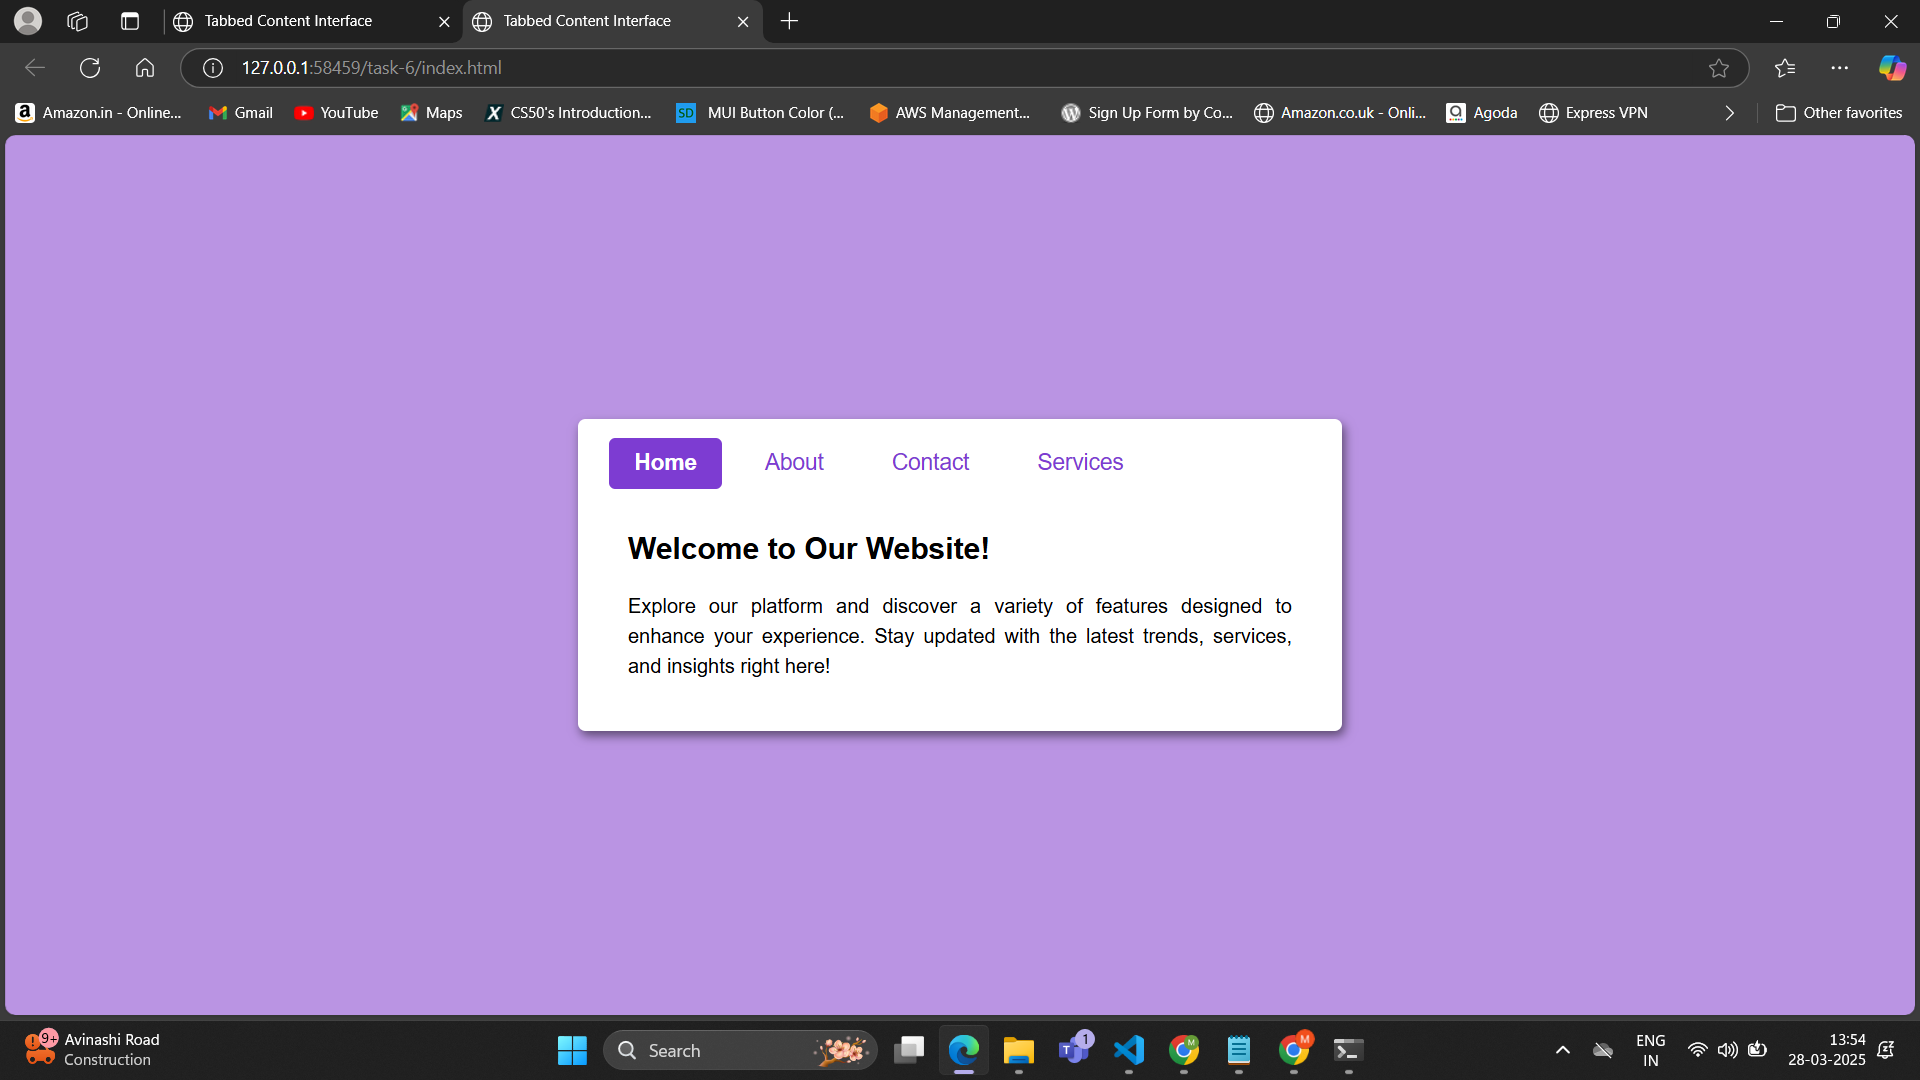 Tabbed Content Interface
Tabbed Content Interface
127.0.0.1:58459/task-6/index.html
a Amazon.in - Online...
Gmail
YouTube
Maps
X CS50's Introduction...
SD MUI Button Color (...
AWS Management...
Sign Up Form by Co...
Amazon.co.uk - Onli...
Agoda
Express VPN
Other favorites
Home
About
Contact
Services
Welcome to Our Website!
Explore our platform and discover a variety of features designed to
enhance your experience. Stay updated with the latest trends, services,
and insights right here!
9+
Avinashi Road
Construction
Search
T 1
M
M
ENG
IN
13:54
28-03-2025